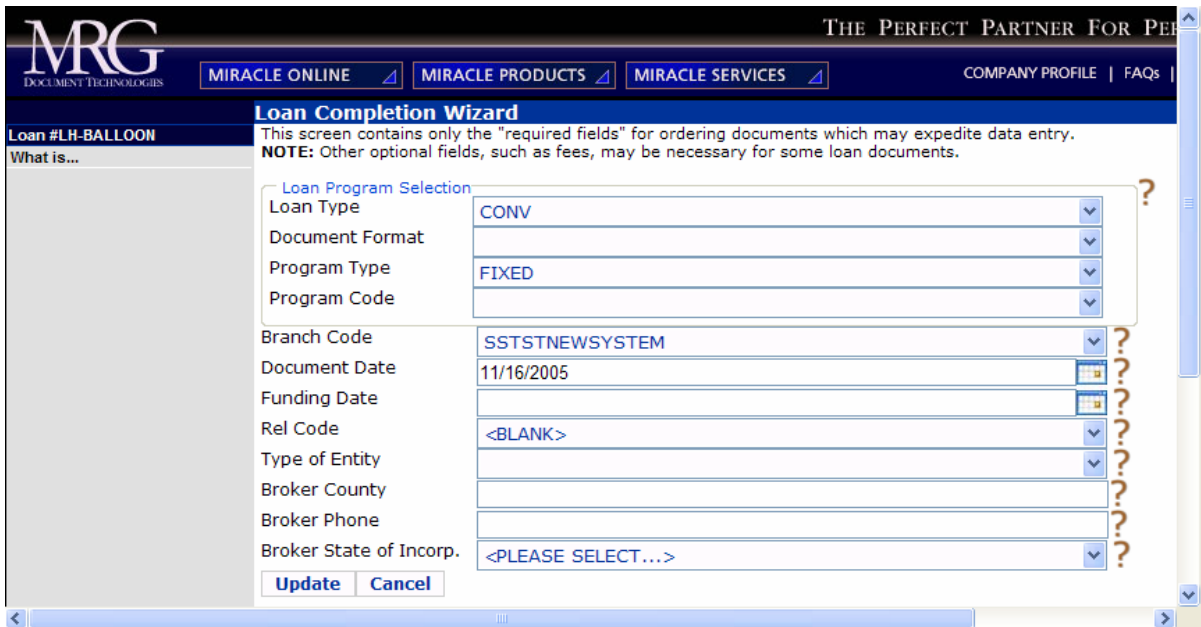 THE PERFECT PARTNER FOR
MRG
DOCUMENT TECHNOLOGIES
MIRACLE ONLINE
MIRACLE PRODUCTS
MIRACLE SERVICES
COMPANY PROFILE | FAQs |
Loan Completion Wizard
Loan #LH-BALLOON
What is...
This screen contains only the "required fields" for ordering documents which may expedite data entry.
NOTE: Other optional fields, such as fees, may be necessary for some loan documents.
Loan Program Selection
?
Loan Type CONV
Document Format
Program Type FIXED
Program Code
Branch Code SSTSTNEWSYSTEM ?
Document Date 11/16/2005 ?
Funding Date ?
Rel Code <BLANK> ?
Type of Entity ?
Broker County ?
Broker Phone ?
Broker State of Incorp. <PLEASE SELECT...> ?
Update Cancel